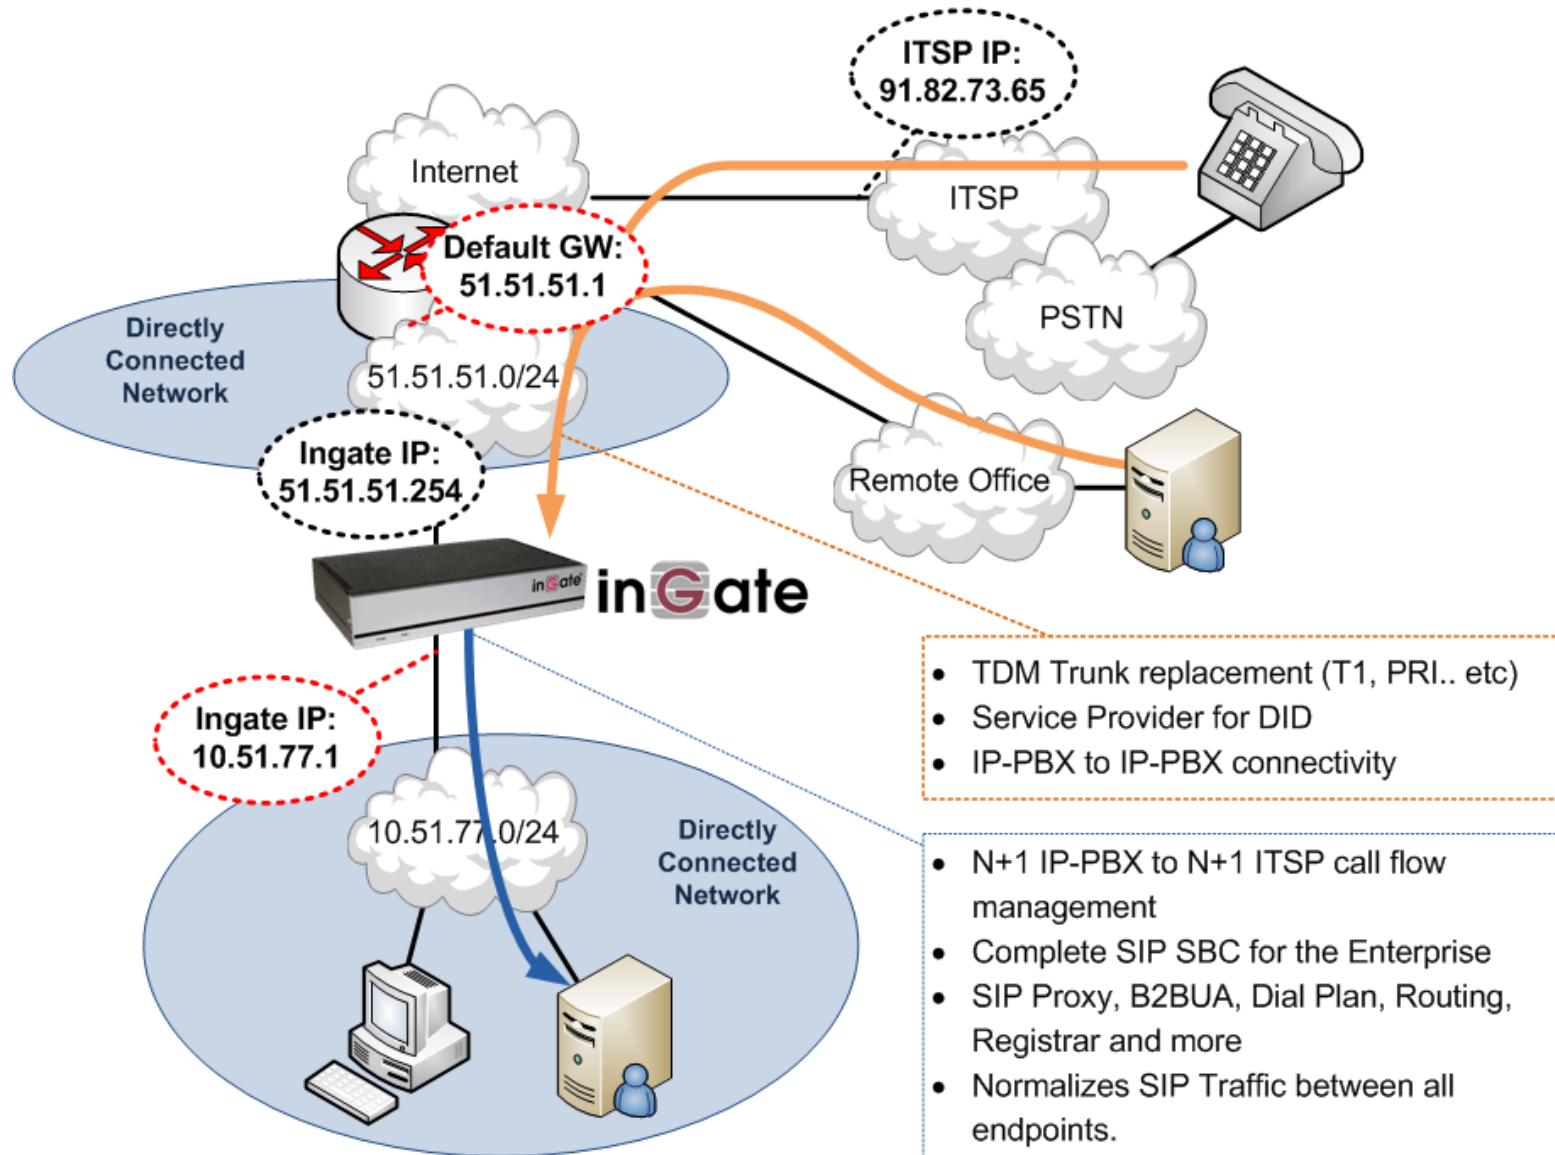 ITSP IP:
91.82.73.65
Internet
ITSP
Default GW:
51.51.51.1
PSTN
Directly
Connected
Network
51.51.51.0/24
Ingate IP:
51.51.51.254
Remote Office
inGate
inGate
Ingate IP:
10.51.77.1
10.51.77.0/24
Directly
Connected
Network
• TDM Trunk replacement (T1, PRI.. etc)
• Service Provider for DID
• IP-PBX to IP-PBX connectivity
• N+1 IP-PBX to N+1 ITSP call flow
management
• Complete SIP SBC for the Enterprise
• SIP Proxy, B2BUA, Dial Plan, Routing,
Registrar and more
• Normalizes SIP Traffic between all
endpoints.